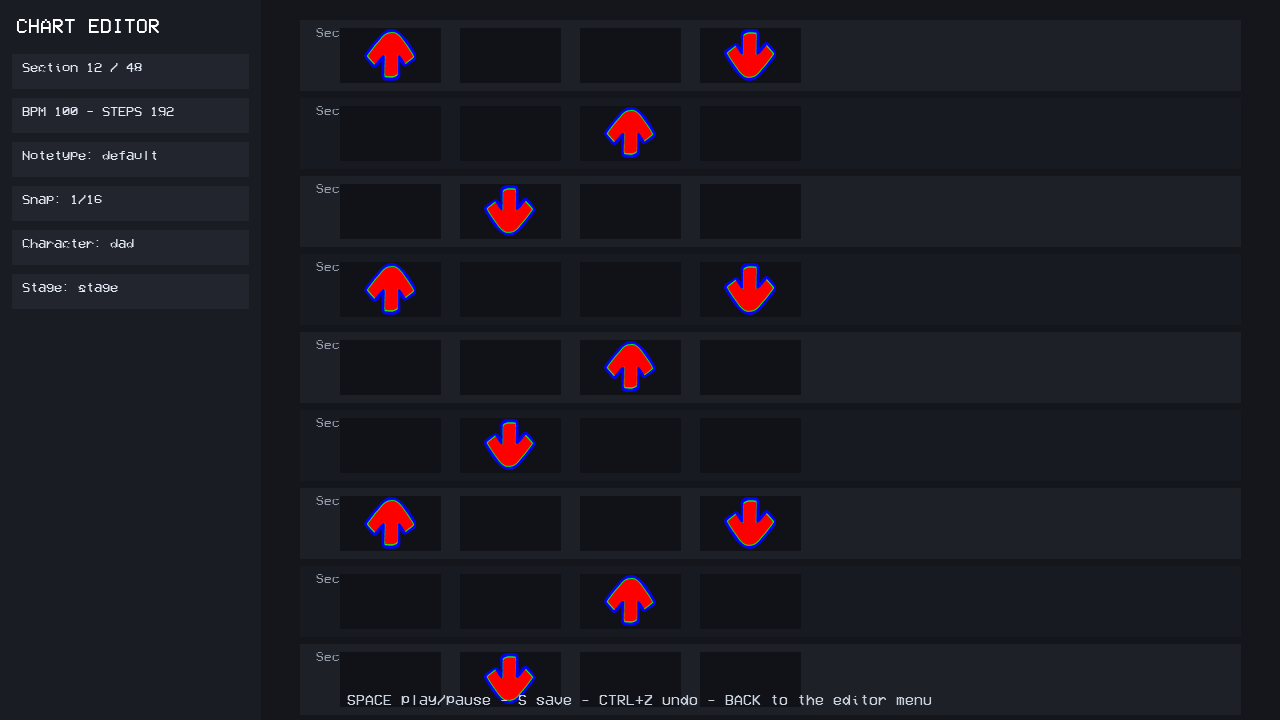 CHART EDITOR
Section 12 / 48
BPM 100 - STEPS 192
Notetype: default
Snap: 1/16
Character: dad
Stage: stage
Sec
Sec
Sec
Sec
Sec
Sec
Sec
Sec
Sec
SPACE play/pause - S save - CTRL+Z undo - BACK to the editor menu